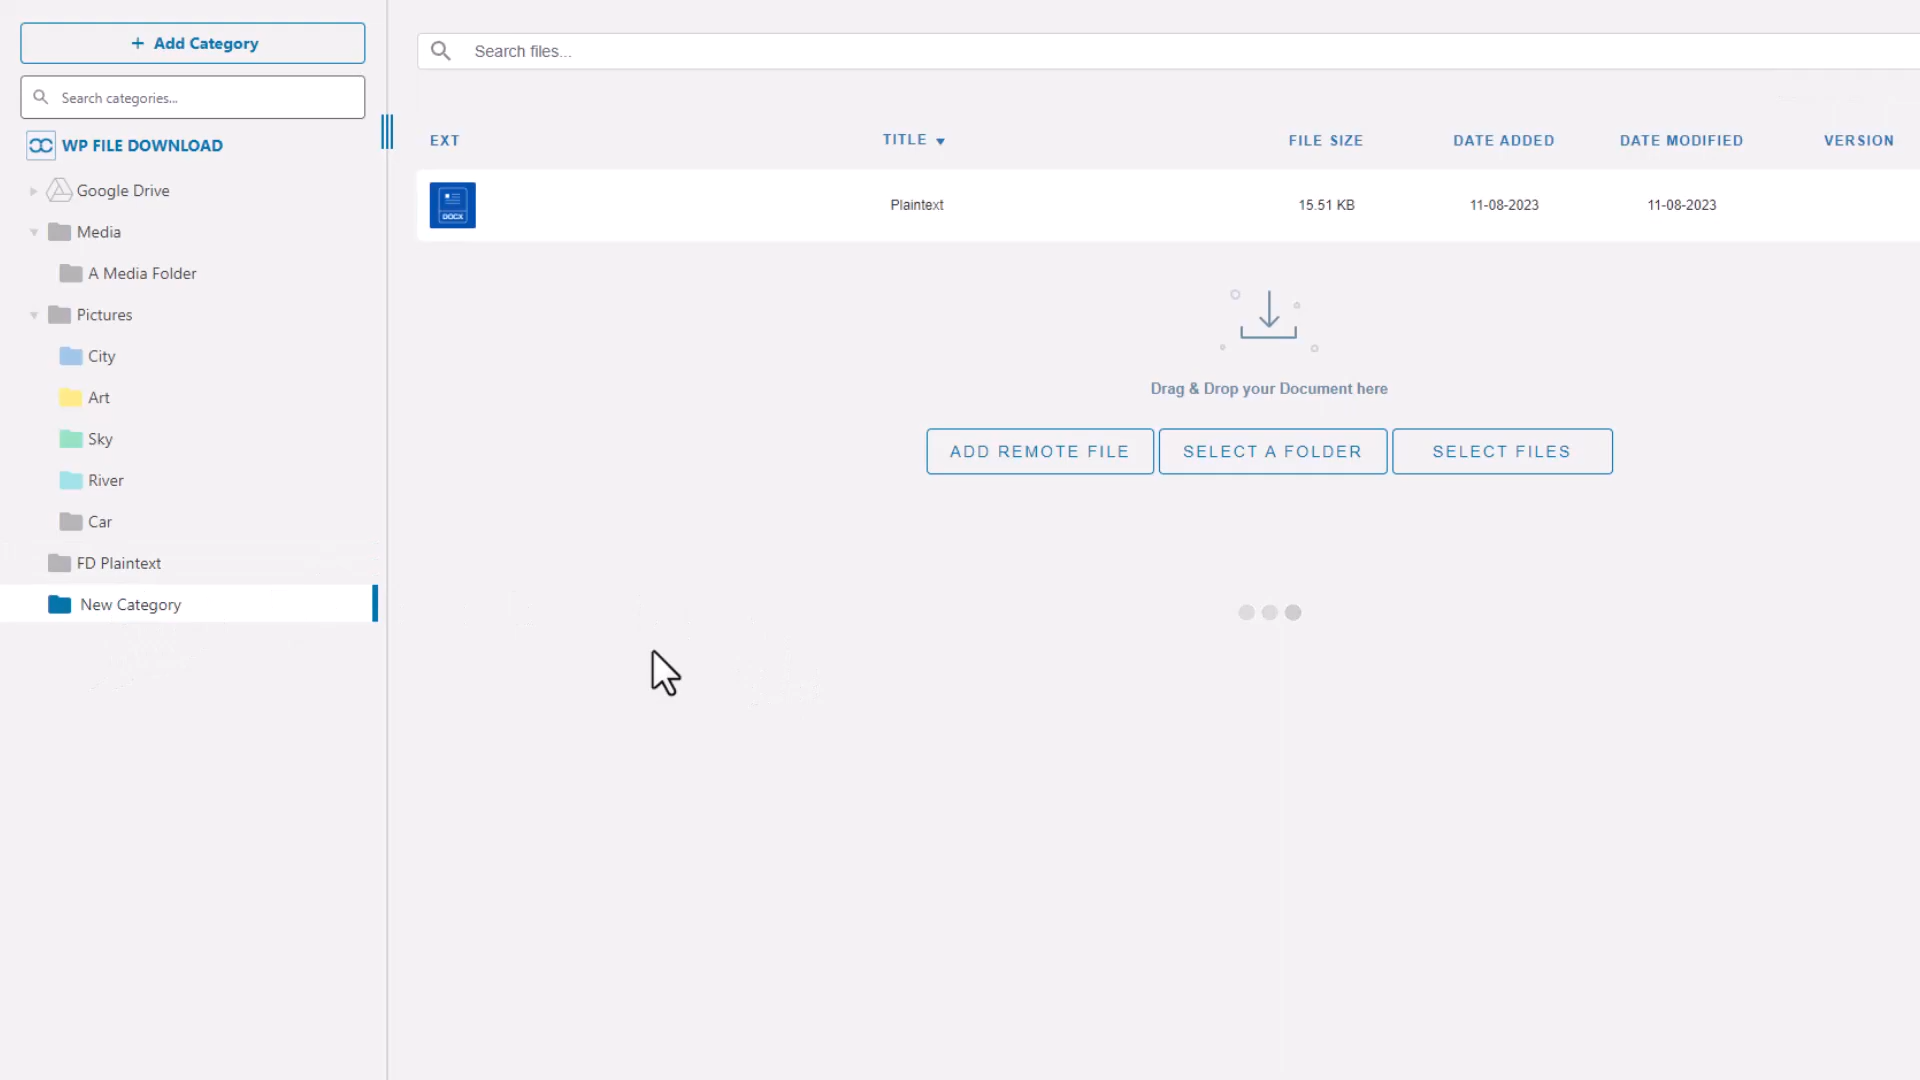 + Add Category
Search categories...
WP FILE DOWNLOAD
Google Drive
Media
A Media Folder
Pictures
City
Art
Sky
River
Car
FD Plaintext
New Category
Search files...
EXT TITLE FILE SIZE DATE ADDED DATE MODIFIED VERSION
DOCX Plaintext 15.51 KB 11-08-2023 11-08-2023
Drag & Drop your Document here
ADD REMOTE FILE SELECT A FOLDER SELECT FILES